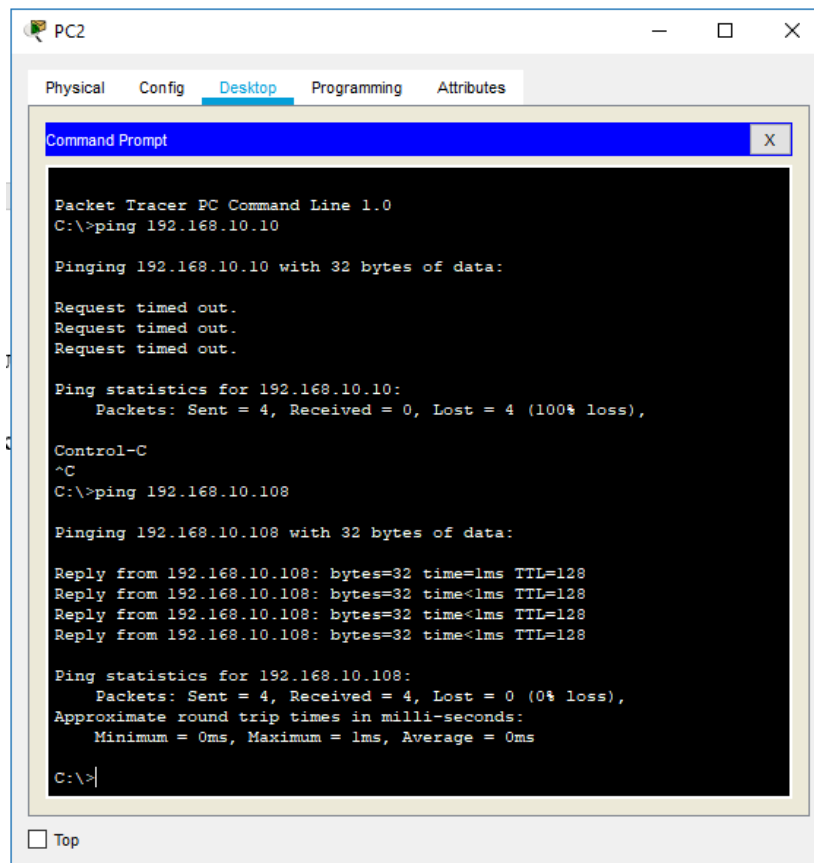 PC2
Physical Config Desktop Programming Attributes
Command Prompt
X
Packet Tracer PC Command Line 1.0
C:\>ping 192.168.10.10
Pinging 192.168.10.10 with 32 bytes of data:
Request timed out.
Request timed out.
Request timed out.
Ping statistics for 192.168.10.10:
Packets: Sent = 4, Received = 0, Lost = 4 (100% loss),
Control-C
^C
C:\>ping 192.168.10.108
Pinging 192.168.10.108 with 32 bytes of data:
Reply from 192.168.10.108: bytes=32 time=1ms TTL=128
Reply from 192.168.10.108: bytes=32 time<1ms TTL=128
Reply from 192.168.10.108: bytes=32 time<1ms TTL=128
Reply from 192.168.10.108: bytes=32 time<1ms TTL=128
Ping statistics for 192.168.10.108:
Packets: Sent = 4, Received = 4, Lost = 0 (0% loss),
Approximate round trip times in milli-seconds:
Minimum = 0ms, Maximum = 1ms, Average = 0ms
C:\>
Top